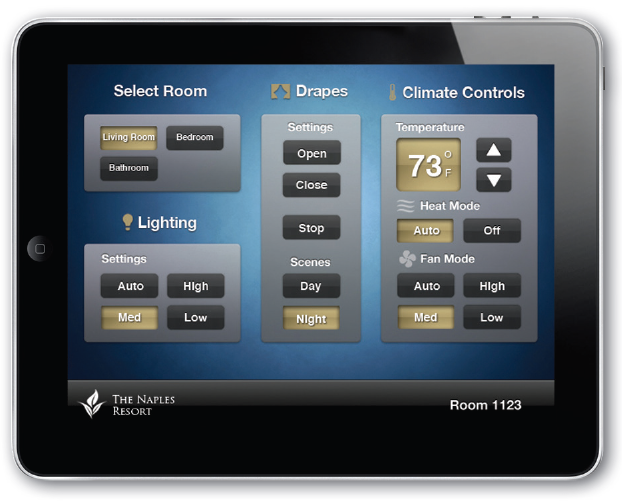 Select Room
Living Room
Bedroom
Bathroom
Lighting
Settings
Auto
High
Med
Low
Drapes
Settings
Open
Close
Stop
Scenes
Day
Night
Climate Controls
Temperature
73°F
Heat Mode
Auto
Off
Fan Mode
Auto
High
Med
Low
THE NAPLES
RESORT
Room 1123